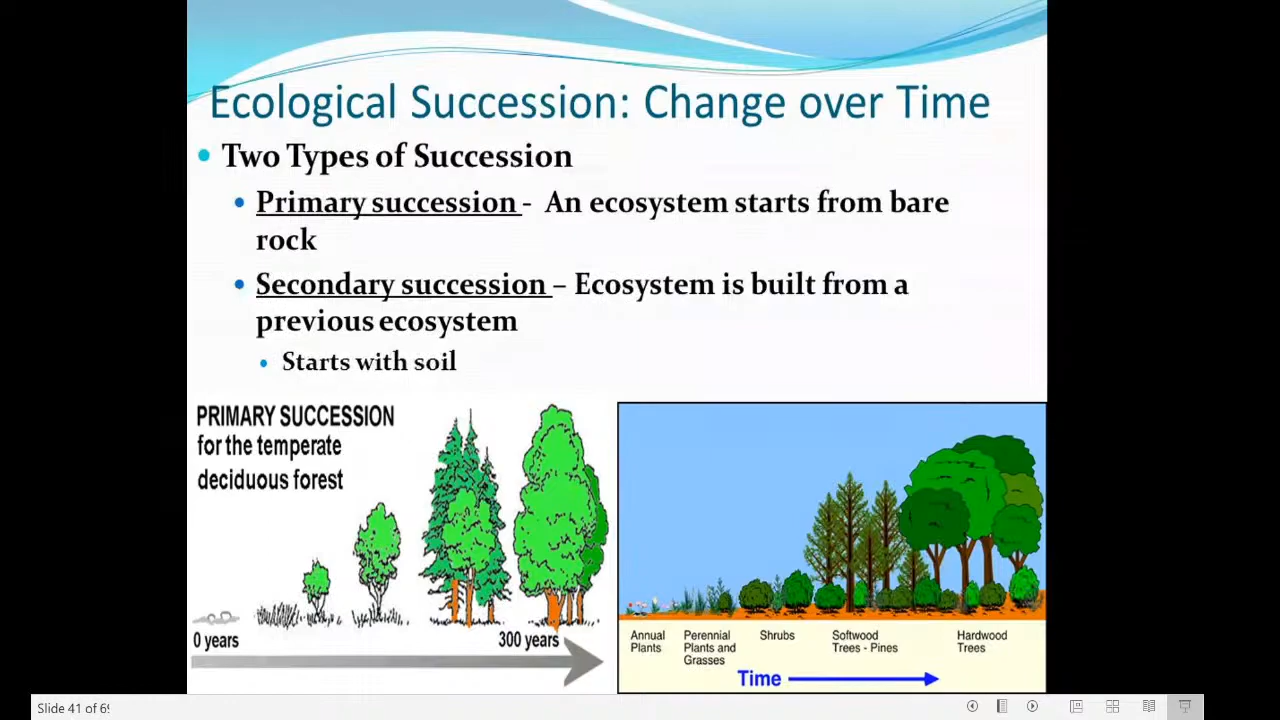 Ecological Succession: Change over Time
Two Types of Succession
Primary succession - An ecosystem starts from bare
rock
Secondary succession – Ecosystem is built from a
previous ecosystem
Starts with soil
PRIMARY SUCCESSION
for the temperate
deciduous forest
0 years
300 years
Annual
Plants
Perennial
Plants and
Grasses
Shrubs
Softwood
Trees - Pines
Hardwood
Trees
Time
Slide 41 of 69